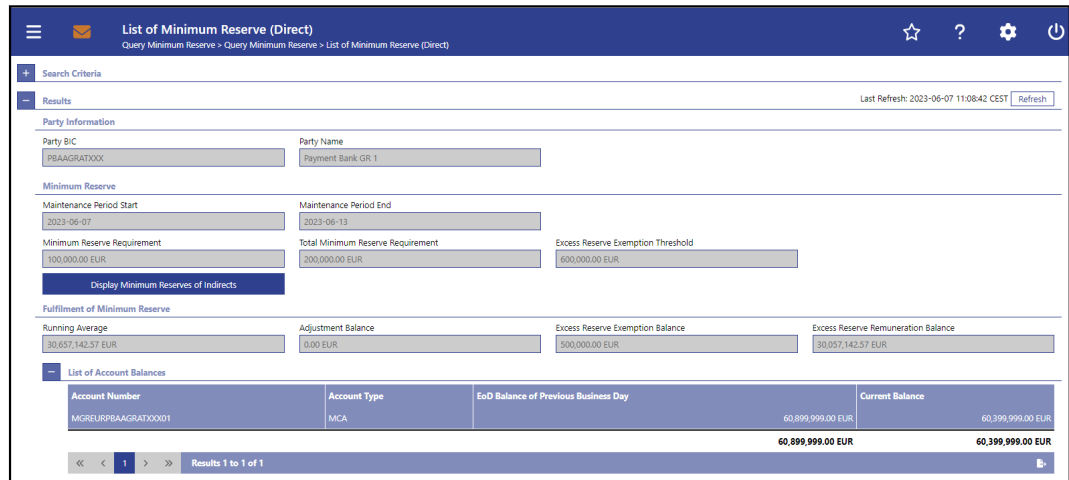 List of Minimum Reserve (Direct)
Query Minimum Reserve > Query Minimum Reserve > List of Minimum Reserve (Direct)
Search Criteria
Results Last Refresh: 2023-06-07 11:08:42 CEST Refresh
Party Information
Party BIC Party Name
PBAAGRATXXX Payment Bank GR 1
Minimum Reserve
Maintenance Period Start Maintenance Period End
2023-06-07 2023-06-13
Minimum Reserve Requirement Total Minimum Reserve Requirement Excess Reserve Exemption Threshold
100,000.00 EUR 200,000.00 EUR 600,000.00 EUR
Display Minimum Reserves of Indirects
Fulfilment of Minimum Reserve
Running Average Adjustment Balance Excess Reserve Exemption Balance Excess Reserve Remuneration Balance
30,657,142.57 EUR 0.00 EUR 500,000.00 EUR 30,057,142.57 EUR
List of Account Balances
Account Number Account Type EoD Balance of Previous Business Day Current Balance
MGREURPBAAGRATXXX01 MCA 60,899,999.00 EUR 60,399,999.00 EUR
60,899,999.00 EUR 60,399,999.00 EUR
« < 1 > » Results 1 to 1 of 1